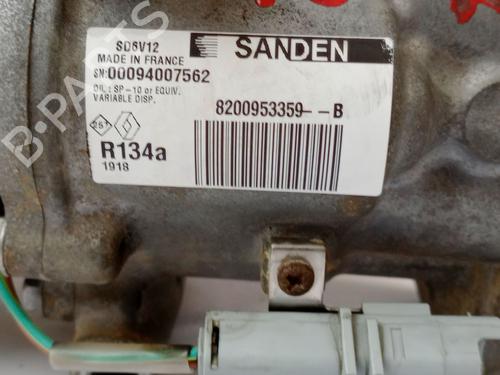 SD6V12
MADE IN FRANCE
SN:00094007562
OIL: SP-10 OR EQUIV.
VARIABLE DISP.
SANDEN
8200953359--B
R134a
1918
B-PARTS